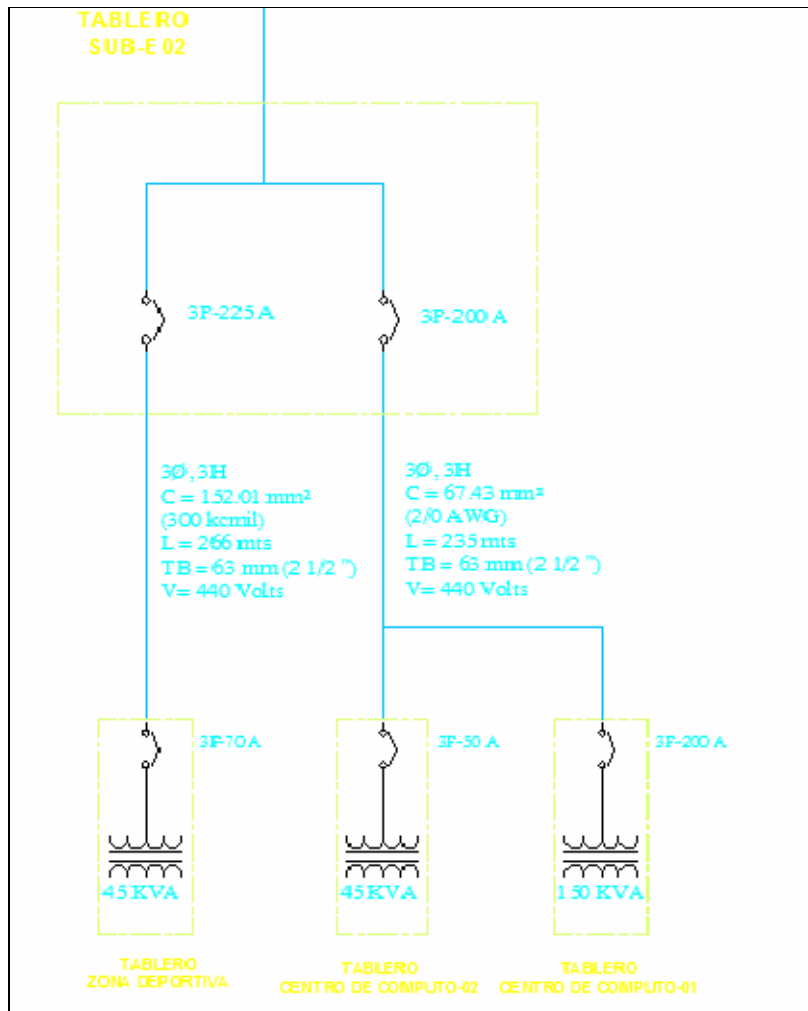 TABLERO
SUB-E 02
3P-225 A
3P-200 A
3Ø, 3H
C = 152.01 mm²
(300 kcmil)
L = 266 mts
TB = 63 mm (2 1/2 ")
V= 440 Volts
3Ø, 3H
C = 67.43 mm²
(2/0 AWG)
L = 235 mts
TB = 63 mm (2 1/2 ")
V= 440 Volts
3P-70 A
3P-50 A
3P-200 A
45 KVA
45 KVA
150 KVA
TABLERO
ZONA DEPORTIVA
TABLERO
CENTRO DE COMPUTO-02
TABLERO
CENTRO DE COMPUTO-01